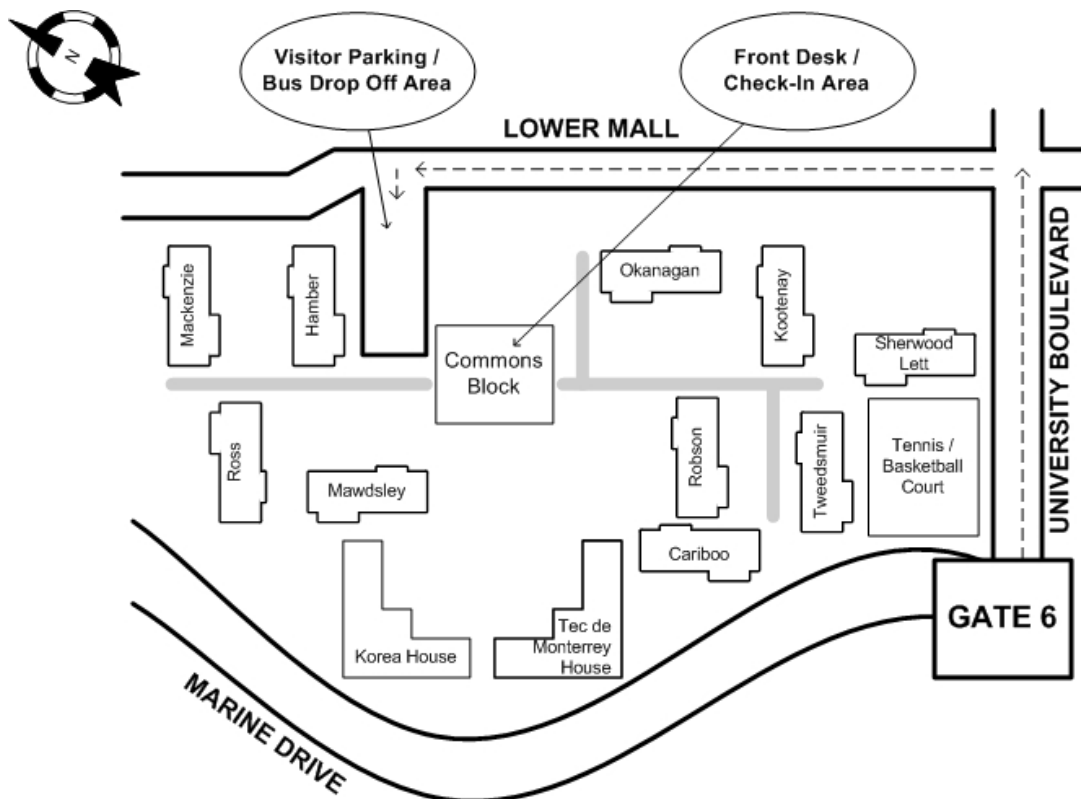 N
Visitor Parking /
Bus Drop Off Area
Front Desk /
Check-In Area
LOWER MALL
UNIVERSITY BOULEVARD
Mackenzie
Hamber
Okanagan
Kootenay
Sherwood
Lett
Commons
Block
Ross
Mawdsley
Robson
Tweedsmuir
Tennis /
Basketball
Court
Cariboo
Korea House
Tec de
Monterrey
House
GATE 6
MARINE DRIVE